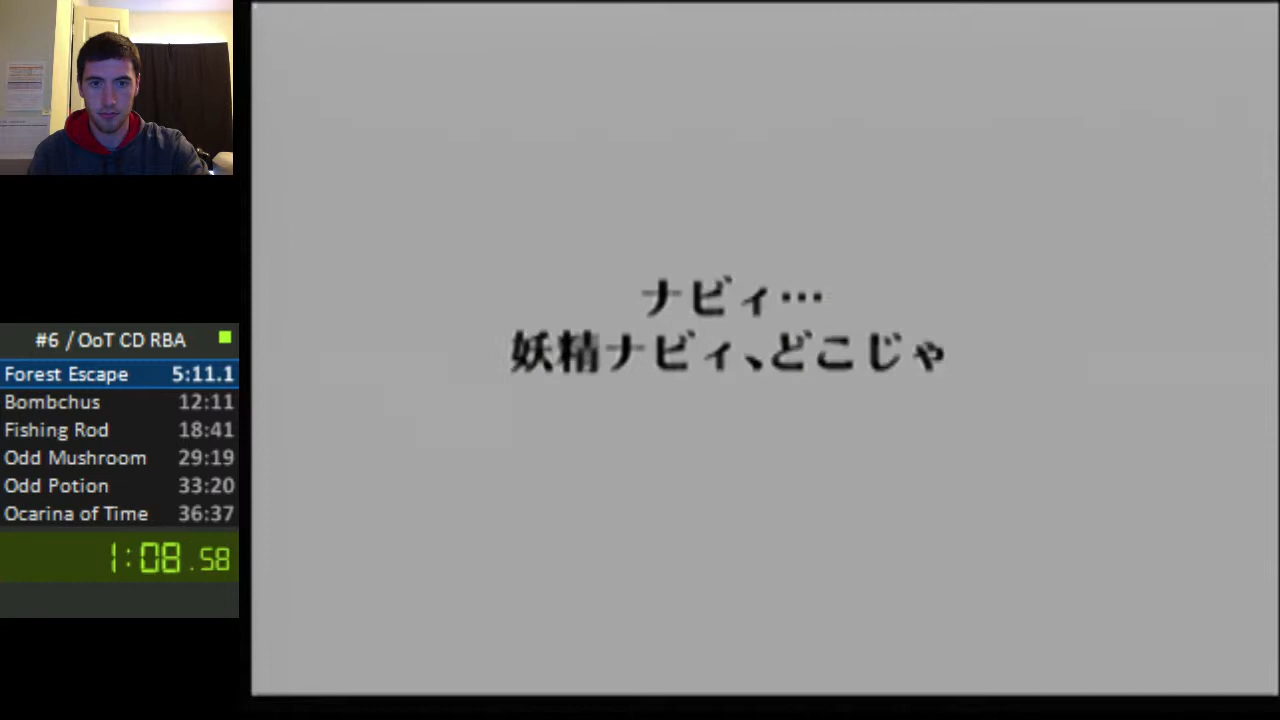 #6 / OoT CD RBA
Forest Escape 5:11.1
Bombchus 12:11
Fishing Rod 18:41
Odd Mushroom 29:19
Odd Potion 33:20
Ocarina of Time 36:37
1:08.58
ナビィ…
妖精ナビィ、どこじゃ